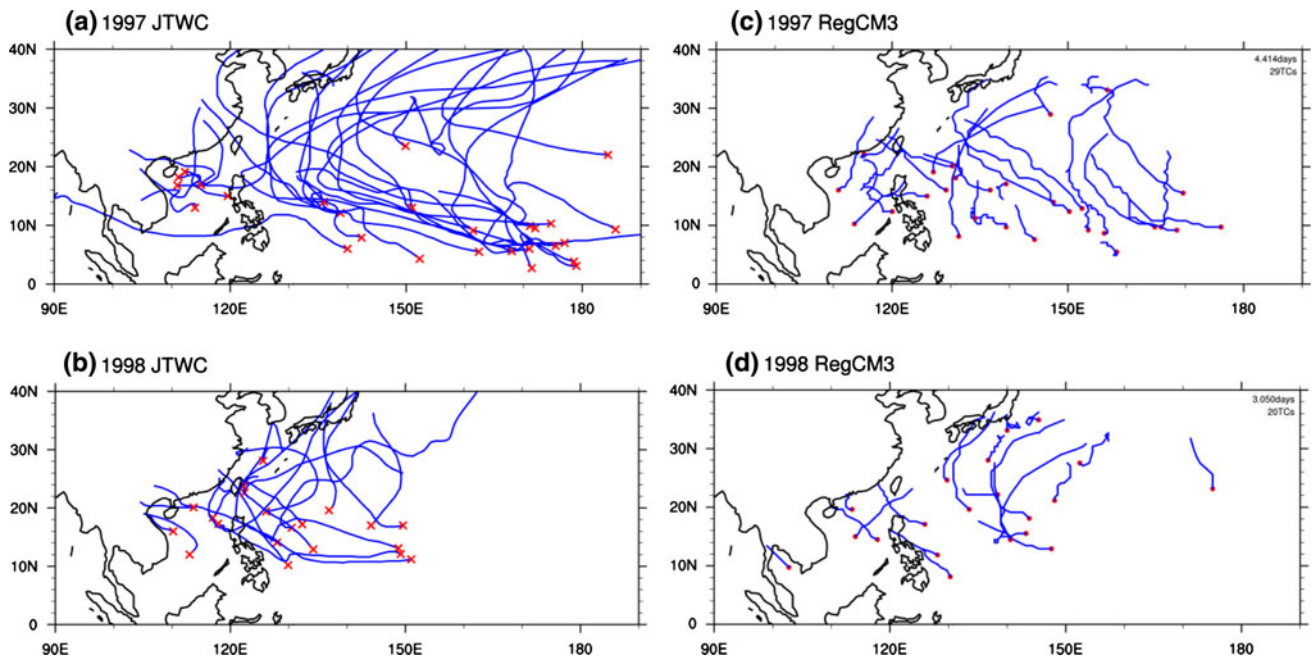 (a) 1997 JTWC
40N
30N
20N
10N
0
90E 120E 150E 180
(c) 1997 RegCM3
4.414days
29TCs
40N
30N
20N
10N
0
90E 120E 150E 180
(b) 1998 JTWC
40N
30N
20N
10N
0
90E 120E 150E 180
(d) 1998 RegCM3
3.050days
20TCs
40N
30N
20N
10N
0
90E 120E 150E 180